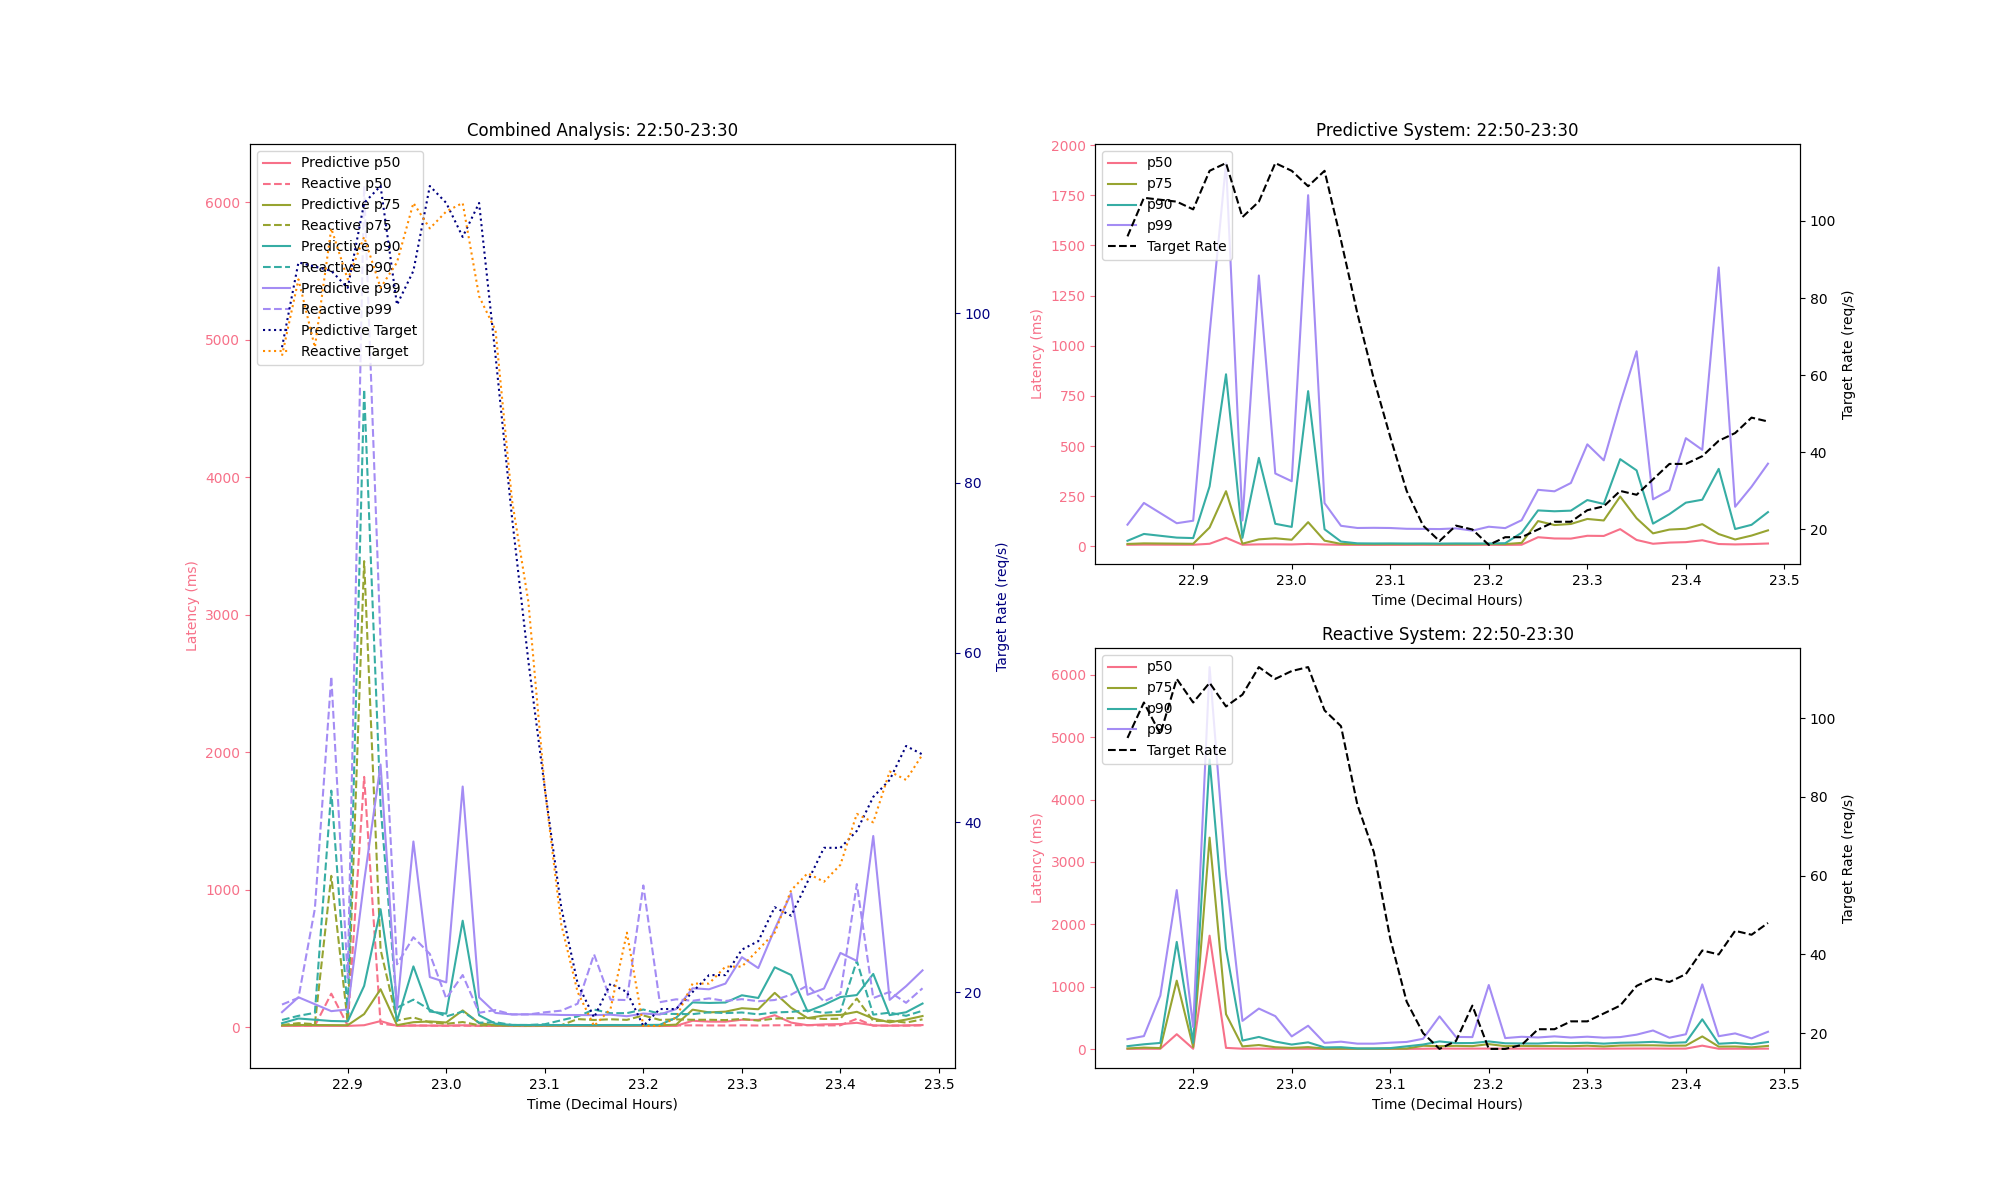 Combined Analysis: 22:50-23:30
Predictive p50
Reactive p50
Predictive p75
Reactive p75
Predictive p90
Reactive p90
Predictive p99
Reactive p99
Predictive Target
Reactive Target
6000
5000
4000
3000
2000
1000
0
Latency (ms)
100
80
60
40
20
Target Rate (req/s)
22.9 23.0 23.1 23.2 23.3 23.4 23.5
Time (Decimal Hours)
Predictive System: 22:50-23:30
p50
p75
p90
p99
Target Rate
2000
1750
1500
1250
1000
750
500
250
0
Latency (ms)
100
80
60
40
20
Target Rate (req/s)
22.9 23.0 23.1 23.2 23.3 23.4 23.5
Time (Decimal Hours)
Reactive System: 22:50-23:30
p50
p75
p90
p99
Target Rate
6000
5000
4000
3000
2000
1000
0
Latency (ms)
100
80
60
40
20
Target Rate (req/s)
22.9 23.0 23.1 23.2 23.3 23.4 23.5
Time (Decimal Hours)